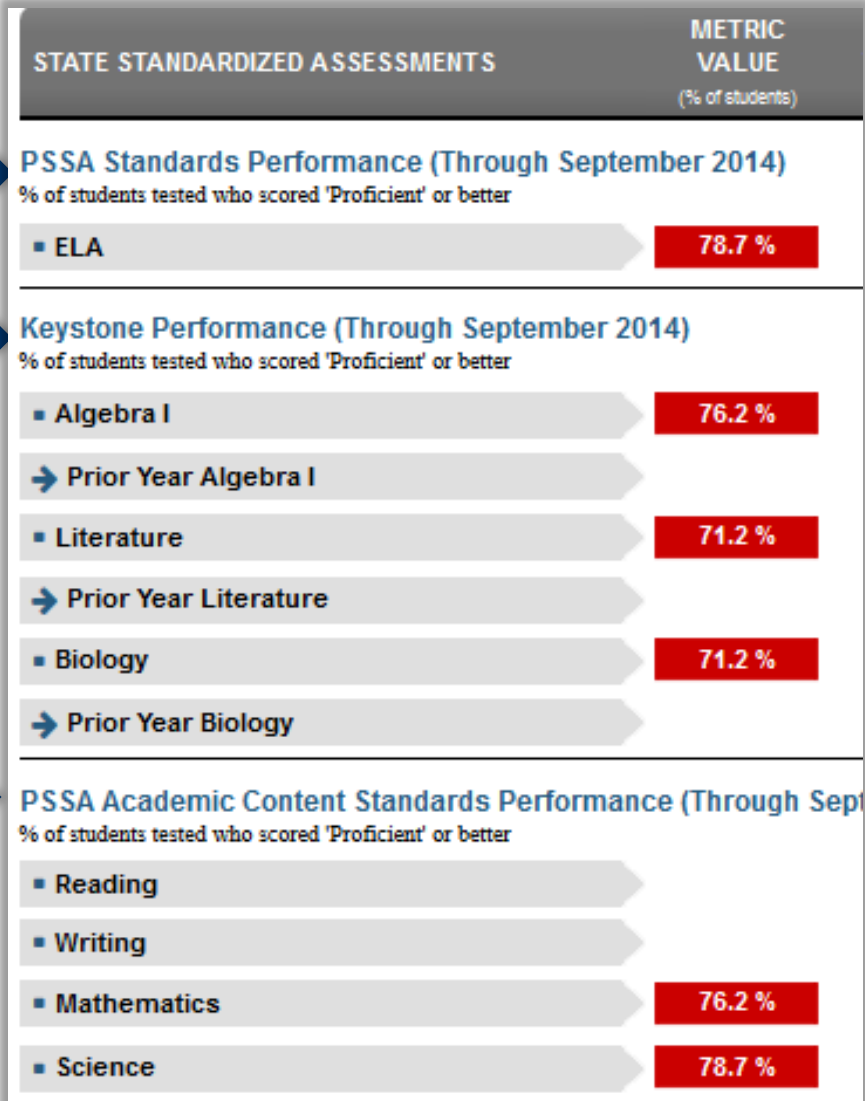 STATE STANDARDIZED ASSESSMENTS
METRIC
VALUE
(% of students)
PSSA Standards Performance (Through September 2014)
% of students tested who scored 'Proficient' or better
ELA 78.7 %
Keystone Performance (Through September 2014)
% of students tested who scored 'Proficient' or better
Algebra I 76.2 %
Prior Year Algebra I
Literature 71.2 %
Prior Year Literature
Biology 71.2 %
Prior Year Biology
PSSA Academic Content Standards Performance (Through Sept
% of students tested who scored 'Proficient' or better
Reading
Writing
Mathematics 76.2 %
Science 78.7 %